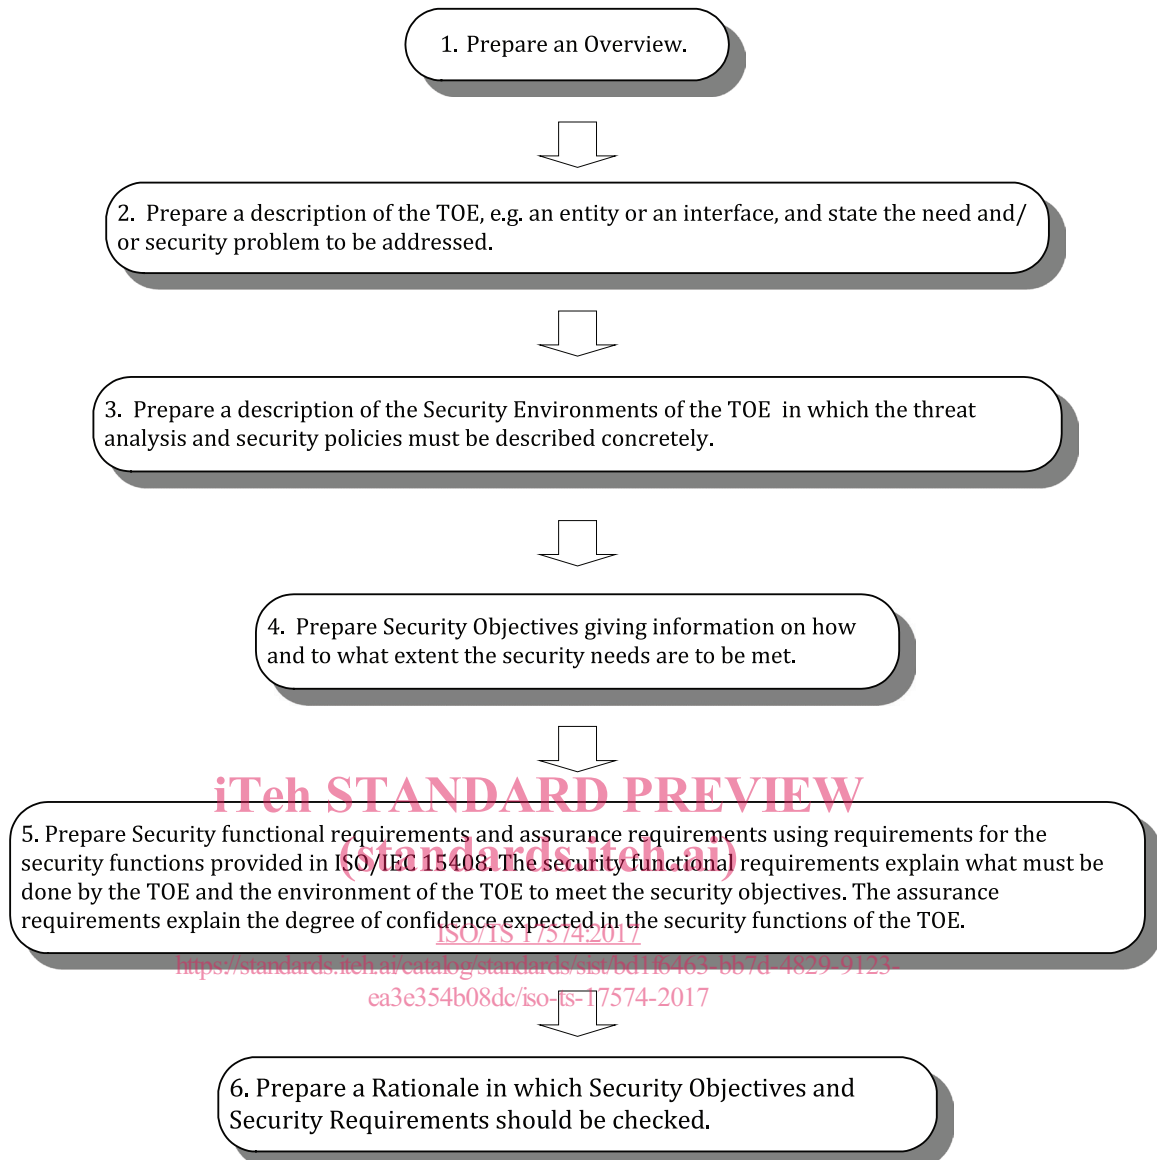 1. Prepare an Overview.
2. Prepare a description of the TOE, e.g. an entity or an interface, and state the need and/
or security problem to be addressed.
3. Prepare a description of the Security Environments of the TOE in which the threat
analysis and security policies must be described concretely.
4. Prepare Security Objectives giving information on how
and to what extent the security needs are to be met.
iTeh STANDARD PREVIEW
5. Prepare Security functional requirements and assurance requirements using requirements for the
(standards.iteh.ai)
security functions provided in ISO/IEC 15408. The security functional requirements explain what must be
done by the TOE and the environment of the TOE to meet the security objectives. The assurance
requirements explain the degree of confidence expected in the security functions of the TOE.
ISO/TS 17574:2017
https://standards.iteh.ai/catalog/standards/sist/bd1f6463-bb7d-4829-9123-
ea3e354b08dc/iso-ts-17574-2017
6. Prepare a Rationale in which Security Objectives and
Security Requirements should be checked.